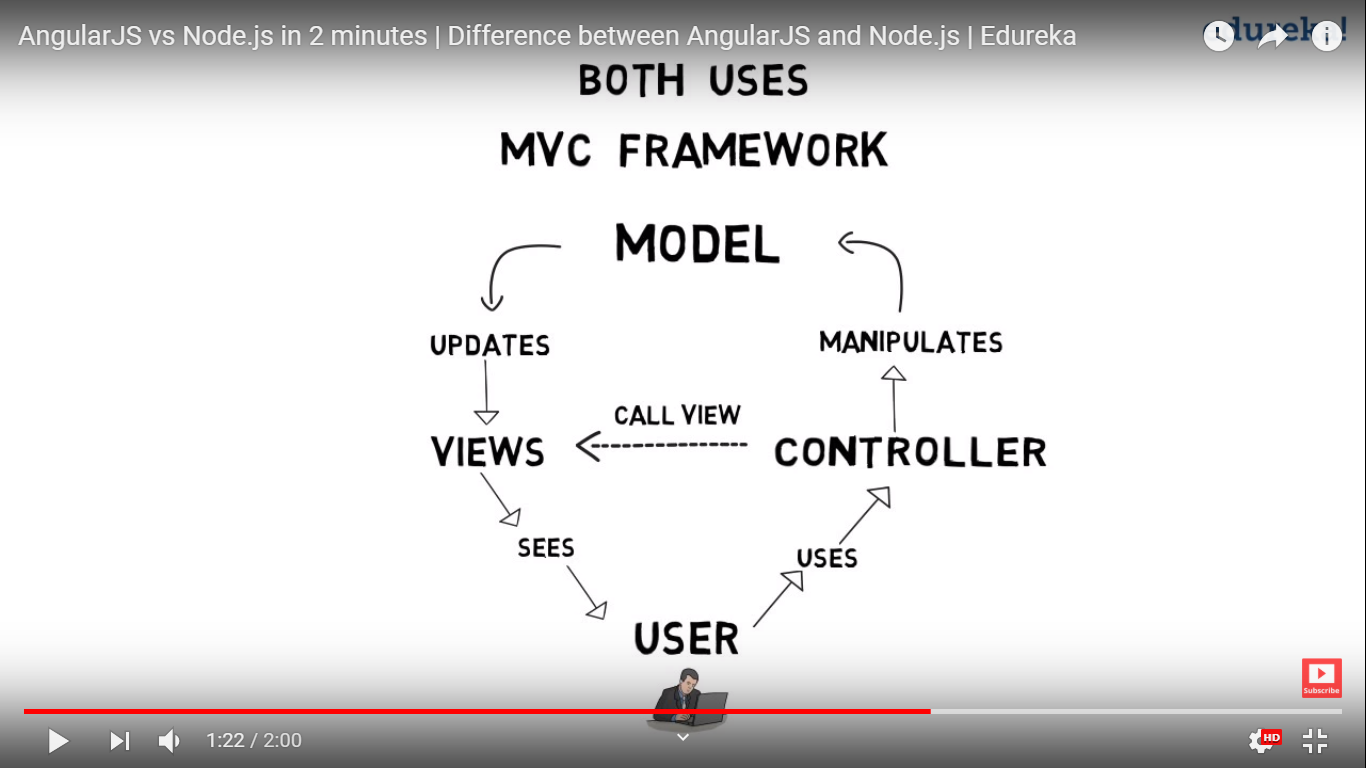 AngularJS vs Node.js in 2 minutes | Difference between AngularJS and Node.js | Edureka
edureka!
BOTH USES
MVC FRAMEWORK
MODEL
UPDATES
MANIPULATES
CALL VIEW
VIEWS
CONTROLLER
SEES
USES
USER
Subscribe
1:22 / 2:00
HD